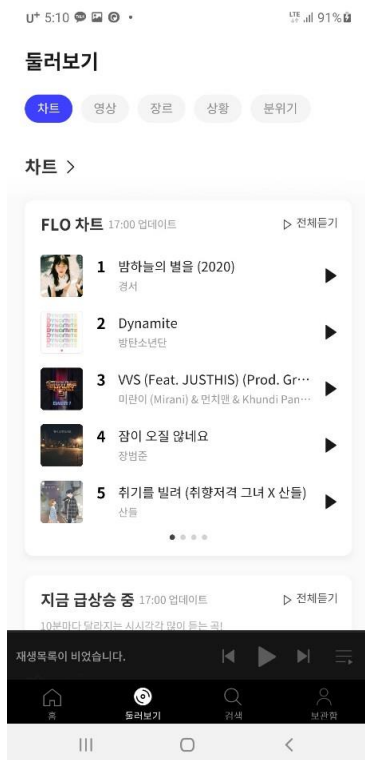 U+ 5:10
LTE 91%
둘러보기
차트 영상 장르 상황 분위기
차트 >
FLO 차트 17:00 업데이트 ▷ 전체듣기
1 밤하늘의 별을 (2020)
경서
2 Dynamite
방탄소년단
3 VVS (Feat. JUSTHIS) (Prod. Gr···
미란이 (Mirani) & 먼치맨 & Khundi Pan···
4 잠이 오질 않네요
장범준
5 취기를 빌려 (취향저격 그녀 X 산들)
산들
지금 급상승 중 17:00 업데이트 ▷ 전체듣기
10분마다 달라지는 시시각각 많이 듣는 곡!
재생목록이 비었습니다.
홈 둘러보기 검색 보관함